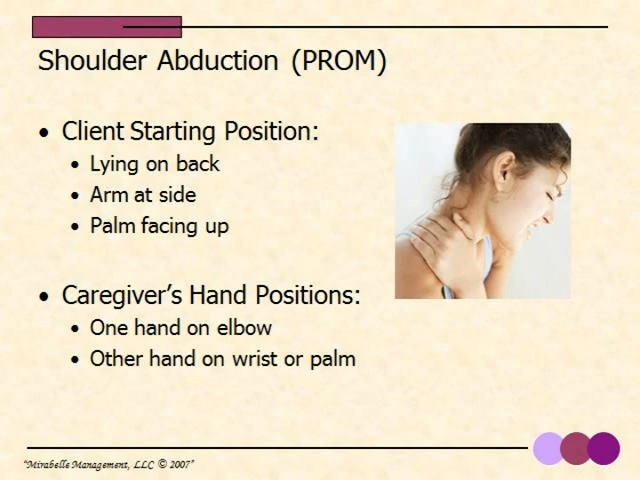 Shoulder Abduction (PROM)
• Client Starting Position:
• Lying on back
• Arm at side
• Palm facing up
• Caregiver’s Hand Positions:
• One hand on elbow
• Other hand on wrist or palm
“Mirabelle Management, LLC © 2007”